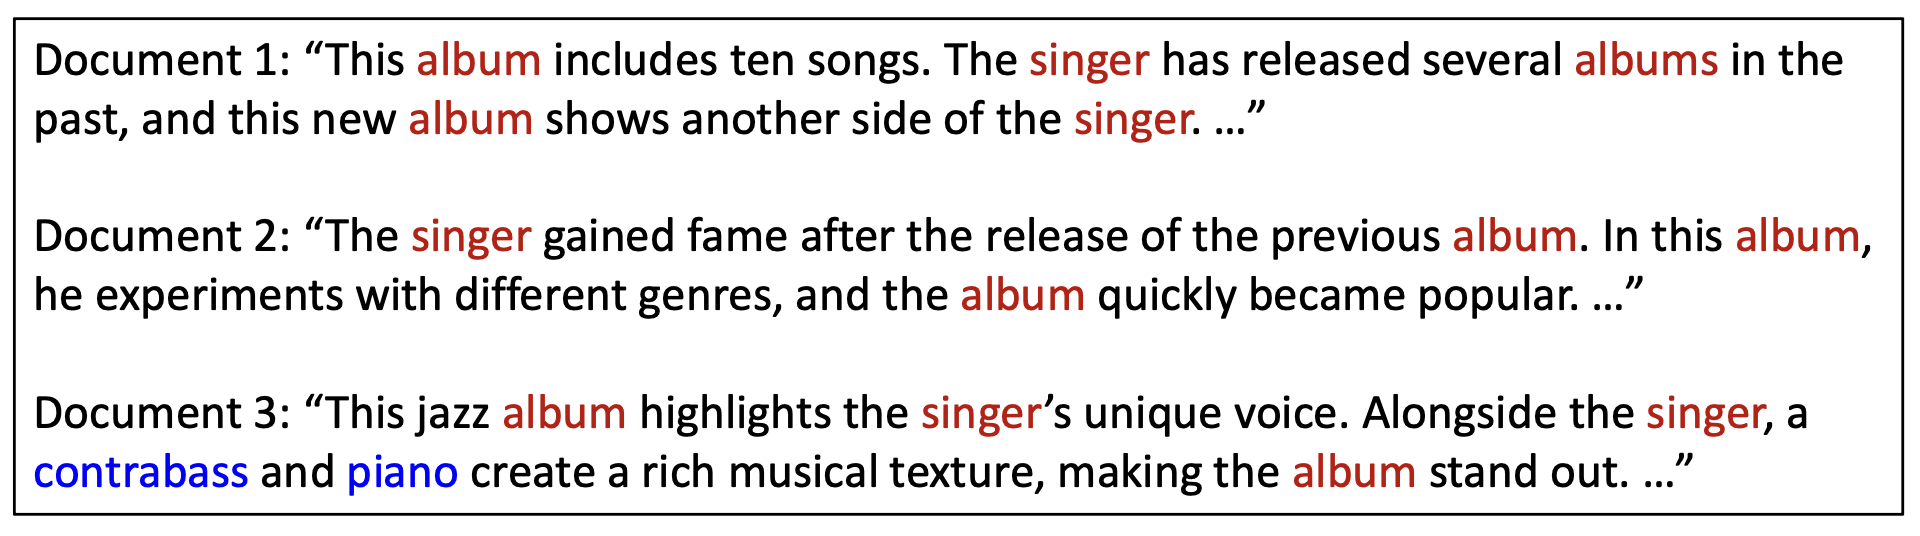 Document 1: “This album includes ten songs. The singer has released several albums in the
past, and this new album shows another side of the singer. …”
Document 2: “The singer gained fame after the release of the previous album. In this album,
he experiments with different genres, and the album quickly became popular. …”
Document 3: “This jazz album highlights the singer’s unique voice. Alongside the singer, a
contrabass and piano create a rich musical texture, making the album stand out. …”